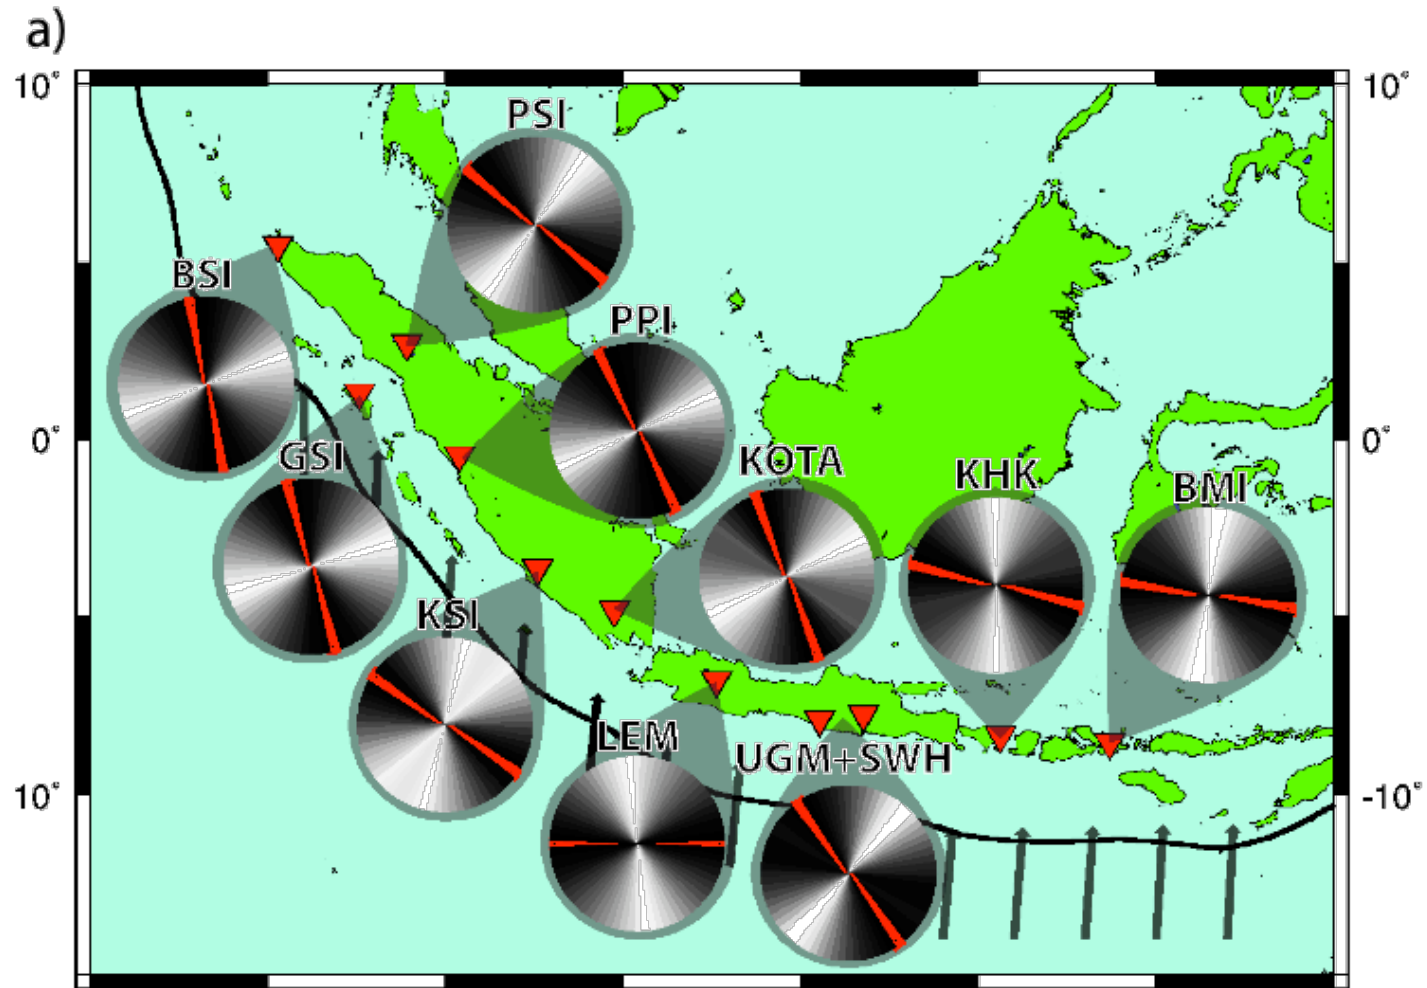 a)
10° 10°
PSI
BSI
PPI
0° 0°
GSI KOTA KHK BMI
KSI
LEM UGM+SWH
10° -10°